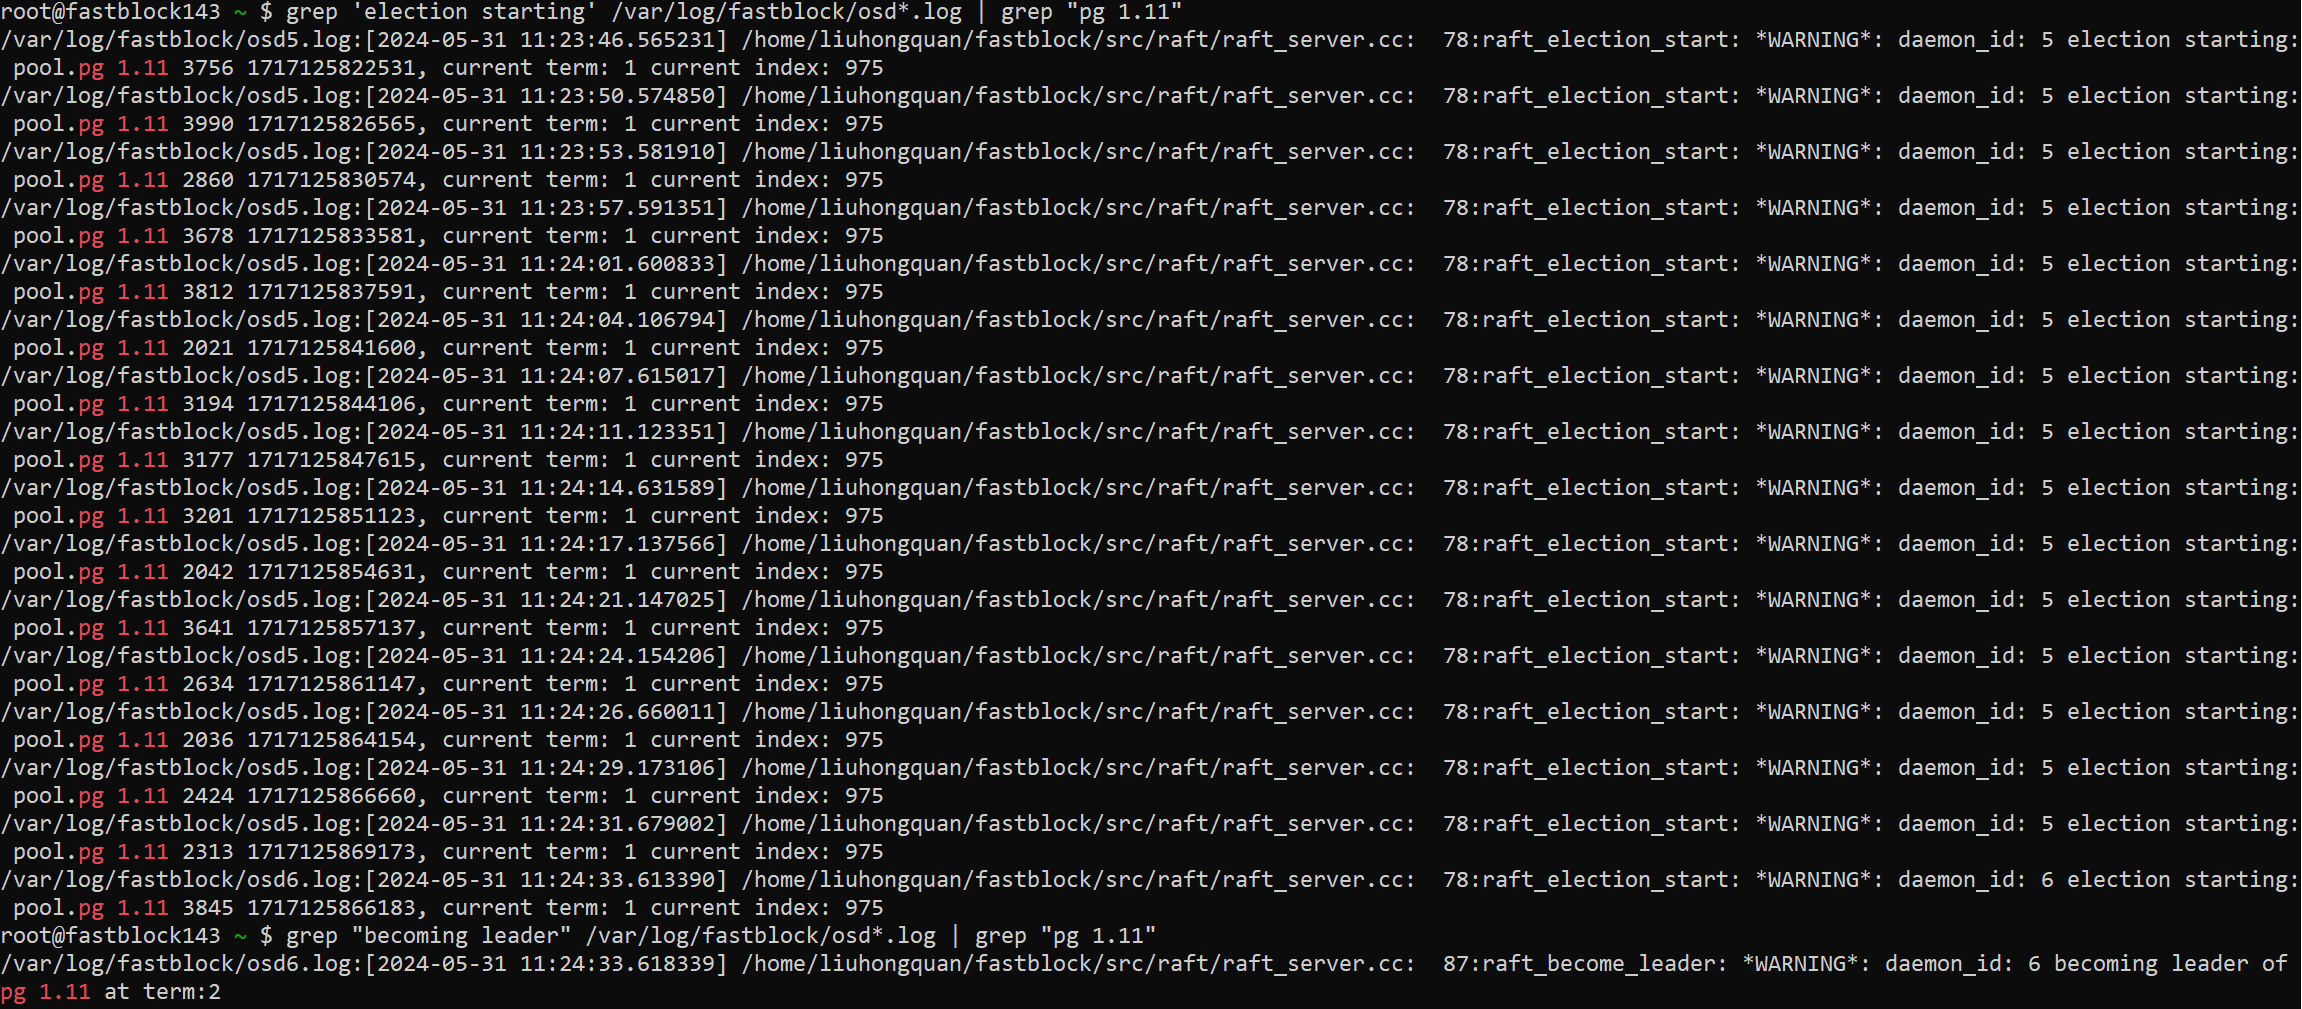 root@fastblock143 ~ $ grep 'election starting' /var/log/fastblock/osd*.log | grep "pg 1.11"
/var/log/fastblock/osd5.log:[2024-05-31 11:23:46.565231] /home/liuhongquan/fastblock/src/raft/raft_server.cc:  78:raft_election_start: *WARNING*: daemon_id: 5 election starting:
 pool.pg 1.11 3756 1717125822531, current term: 1 current index: 975
/var/log/fastblock/osd5.log:[2024-05-31 11:23:50.574850] /home/liuhongquan/fastblock/src/raft/raft_server.cc:  78:raft_election_start: *WARNING*: daemon_id: 5 election starting:
 pool.pg 1.11 3990 1717125826565, current term: 1 current index: 975
/var/log/fastblock/osd5.log:[2024-05-31 11:23:53.581910] /home/liuhongquan/fastblock/src/raft/raft_server.cc:  78:raft_election_start: *WARNING*: daemon_id: 5 election starting:
 pool.pg 1.11 2860 1717125830574, current term: 1 current index: 975
/var/log/fastblock/osd5.log:[2024-05-31 11:23:57.591351] /home/liuhongquan/fastblock/src/raft/raft_server.cc:  78:raft_election_start: *WARNING*: daemon_id: 5 election starting:
 pool.pg 1.11 3678 1717125833581, current term: 1 current index: 975
/var/log/fastblock/osd5.log:[2024-05-31 11:24:01.600833] /home/liuhongquan/fastblock/src/raft/raft_server.cc:  78:raft_election_start: *WARNING*: daemon_id: 5 election starting:
 pool.pg 1.11 3812 1717125837591, current term: 1 current index: 975
/var/log/fastblock/osd5.log:[2024-05-31 11:24:04.106794] /home/liuhongquan/fastblock/src/raft/raft_server.cc:  78:raft_election_start: *WARNING*: daemon_id: 5 election starting:
 pool.pg 1.11 2021 1717125841600, current term: 1 current index: 975
/var/log/fastblock/osd5.log:[2024-05-31 11:24:07.615017] /home/liuhongquan/fastblock/src/raft/raft_server.cc:  78:raft_election_start: *WARNING*: daemon_id: 5 election starting:
 pool.pg 1.11 3194 1717125844106, current term: 1 current index: 975
/var/log/fastblock/osd5.log:[2024-05-31 11:24:11.123351] /home/liuhongquan/fastblock/src/raft/raft_server.cc:  78:raft_election_start: *WARNING*: daemon_id: 5 election starting:
 pool.pg 1.11 3177 1717125847615, current term: 1 current index: 975
/var/log/fastblock/osd5.log:[2024-05-31 11:24:14.631589] /home/liuhongquan/fastblock/src/raft/raft_server.cc:  78:raft_election_start: *WARNING*: daemon_id: 5 election starting:
 pool.pg 1.11 3201 1717125851123, current term: 1 current index: 975
/var/log/fastblock/osd5.log:[2024-05-31 11:24:17.137566] /home/liuhongquan/fastblock/src/raft/raft_server.cc:  78:raft_election_start: *WARNING*: daemon_id: 5 election starting:
 pool.pg 1.11 2042 1717125854631, current term: 1 current index: 975
/var/log/fastblock/osd5.log:[2024-05-31 11:24:21.147025] /home/liuhongquan/fastblock/src/raft/raft_server.cc:  78:raft_election_start: *WARNING*: daemon_id: 5 election starting:
 pool.pg 1.11 3641 1717125857137, current term: 1 current index: 975
/var/log/fastblock/osd5.log:[2024-05-31 11:24:24.154206] /home/liuhongquan/fastblock/src/raft/raft_server.cc:  78:raft_election_start: *WARNING*: daemon_id: 5 election starting:
 pool.pg 1.11 2634 1717125861147, current term: 1 current index: 975
/var/log/fastblock/osd5.log:[2024-05-31 11:24:26.660011] /home/liuhongquan/fastblock/src/raft/raft_server.cc:  78:raft_election_start: *WARNING*: daemon_id: 5 election starting:
 pool.pg 1.11 2036 1717125864154, current term: 1 current index: 975
/var/log/fastblock/osd5.log:[2024-05-31 11:24:29.173106] /home/liuhongquan/fastblock/src/raft/raft_server.cc:  78:raft_election_start: *WARNING*: daemon_id: 5 election starting:
 pool.pg 1.11 2424 1717125866660, current term: 1 current index: 975
/var/log/fastblock/osd5.log:[2024-05-31 11:24:31.679002] /home/liuhongquan/fastblock/src/raft/raft_server.cc:  78:raft_election_start: *WARNING*: daemon_id: 5 election starting:
 pool.pg 1.11 2313 1717125869173, current term: 1 current index: 975
/var/log/fastblock/osd6.log:[2024-05-31 11:24:33.613390] /home/liuhongquan/fastblock/src/raft/raft_server.cc:  78:raft_election_start: *WARNING*: daemon_id: 6 election starting:
 pool.pg 1.11 3845 1717125866183, current term: 1 current index: 975
root@fastblock143 ~ $ grep "becoming leader" /var/log/fastblock/osd*.log | grep "pg 1.11"
/var/log/fastblock/osd6.log:[2024-05-31 11:24:33.618339] /home/liuhongquan/fastblock/src/raft/raft_server.cc:  87:raft_become_leader: *WARNING*: daemon_id: 6 becoming leader of
pg 1.11 at term:2